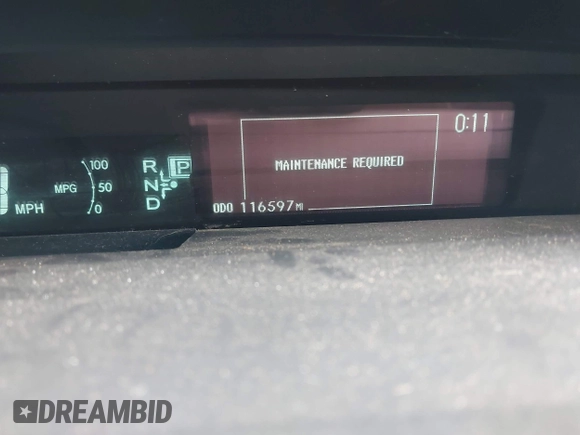 0:11
100
R
P
MAINTENANCE REQUIRED
MPG
50
N
D
MPH
0
ODO 116597 MI
DREAMBID